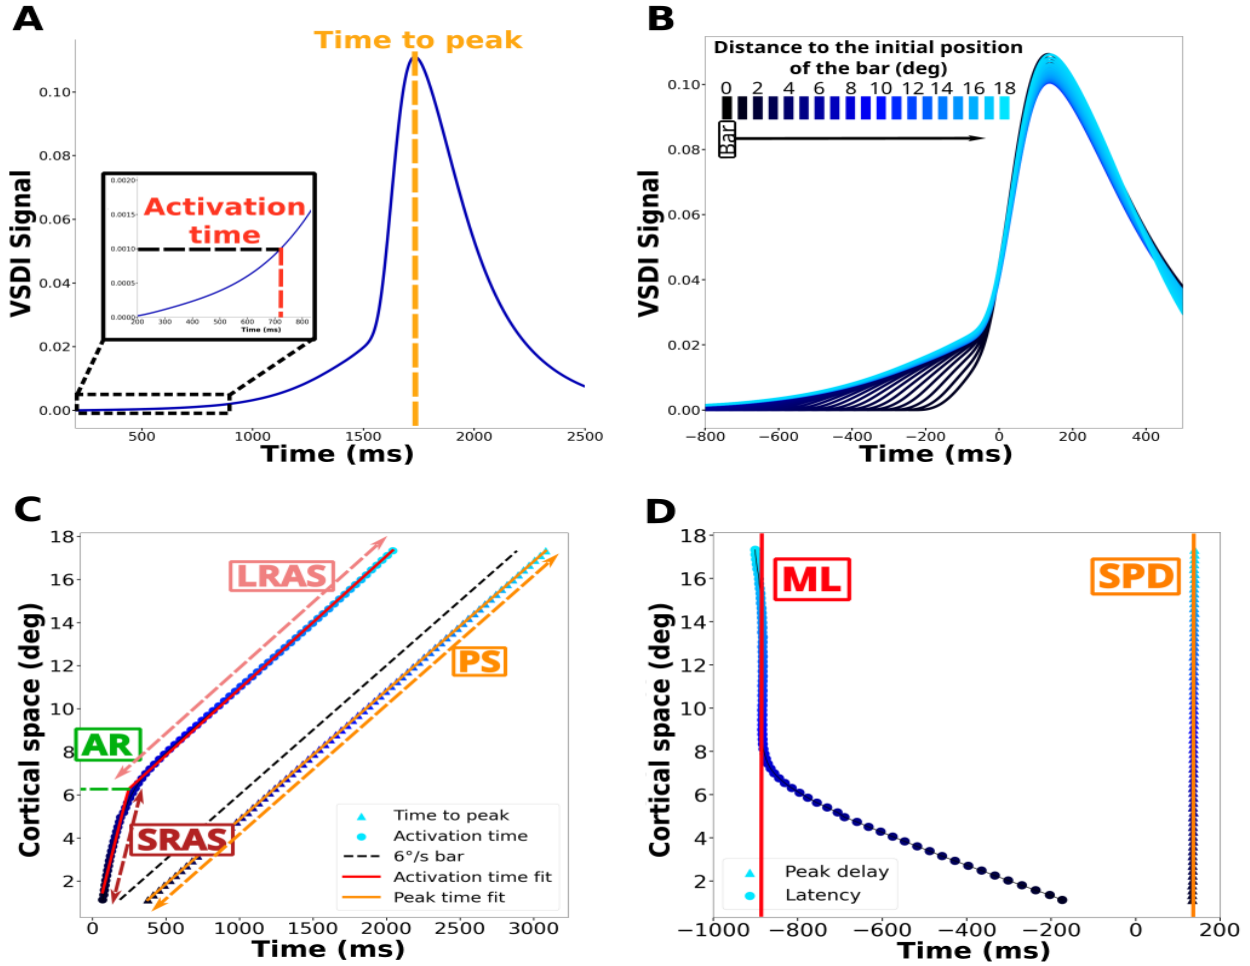 A
Time to peak
VSDI Signal
0.10
0.08
0.06
0.04
0.02
0.00
0.0020
0.0015
0.0010
0.0005
0.0000
Activation
time
200 300 400 500 600 700 800
Time (ms)
500 1000 1500 2000 2500
Time (ms)
B
Distance to the initial position
of the bar (deg)
0 2 4 6 8 10 12 14 16 18
Bar
VSDI Signal
0.10
0.08
0.06
0.04
0.02
0.00
−800 −600 −400 −200 0 200 400
Time (ms)
C
Cortical space (deg)
18
16
14
12
10
8
6
4
2
LRAS
PS
AR
SRAS
Time to peak
Activation time
6°/s bar
Activation time fit
Peak time fit
0 500 1000 1500 2000 2500 3000
Time (ms)
D
Cortical space (deg)
18
16
14
12
10
8
6
4
2
ML
SPD
Peak delay
Latency
−1000 −800 −600 −400 −200 0 200
Time (ms)